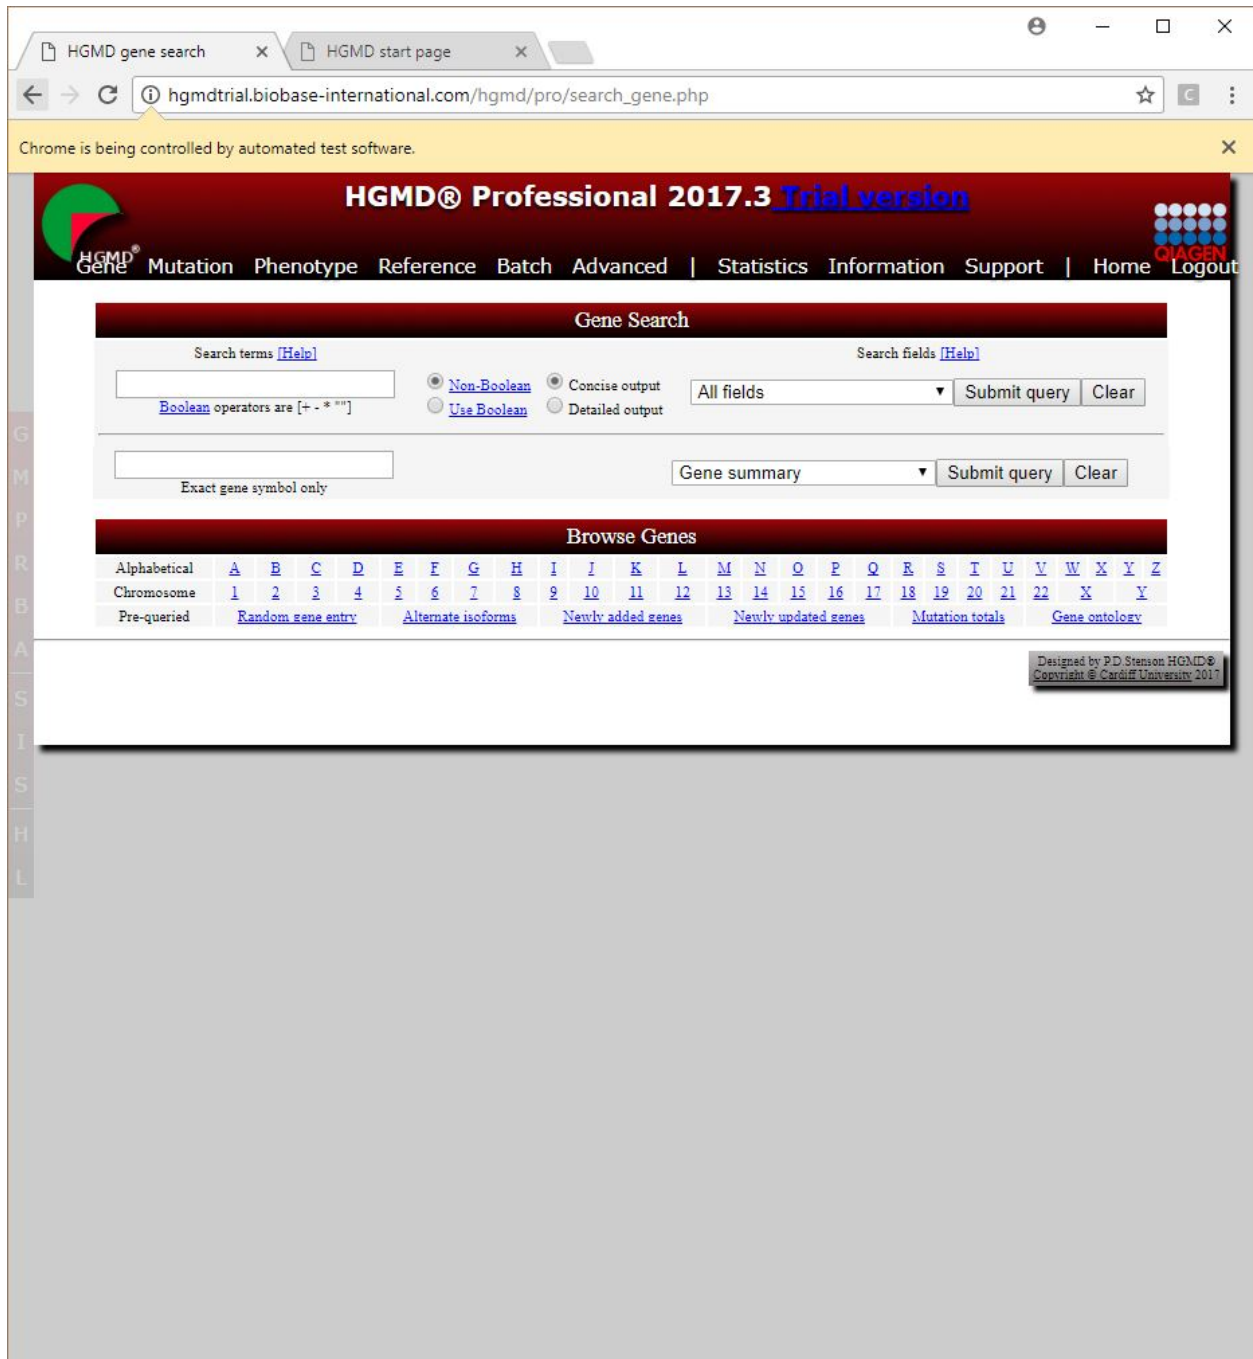 HGMD gene search
HGMD start page
hgmdtrial.biobase-international.com/hgmd/pro/search_gene.php
C
Chrome is being controlled by automated test software.
HGMD® Professional 2017.3 Trial version
HGMD®
QIAGEN
Gene Mutation Phenotype Reference Batch Advanced | Statistics Information Support | Home Logout
Gene Search
Search terms [Help] Search fields [Help]
Non-Boolean Concise output All fields Submit query Clear
Boolean operators are [+ - * ""] Use Boolean Detailed output
Gene summary Submit query Clear
Exact gene symbol only
Browse Genes
Alphabetical A B C D E F G H I J K L M N O P Q R S T U V W X Y Z
Chromosome 1 2 3 4 5 6 7 8 9 10 11 12 13 14 15 16 17 18 19 20 21 22 X Y
Pre-queried Random gene entry Alternate isoforms Newly added genes Newly updated genes Mutation totals Gene ontology
Designed by P.D.Stenson HGMD®
Copyright © Cardiff University 2017
G
M
P
R
B
A
S
I
S
H
L